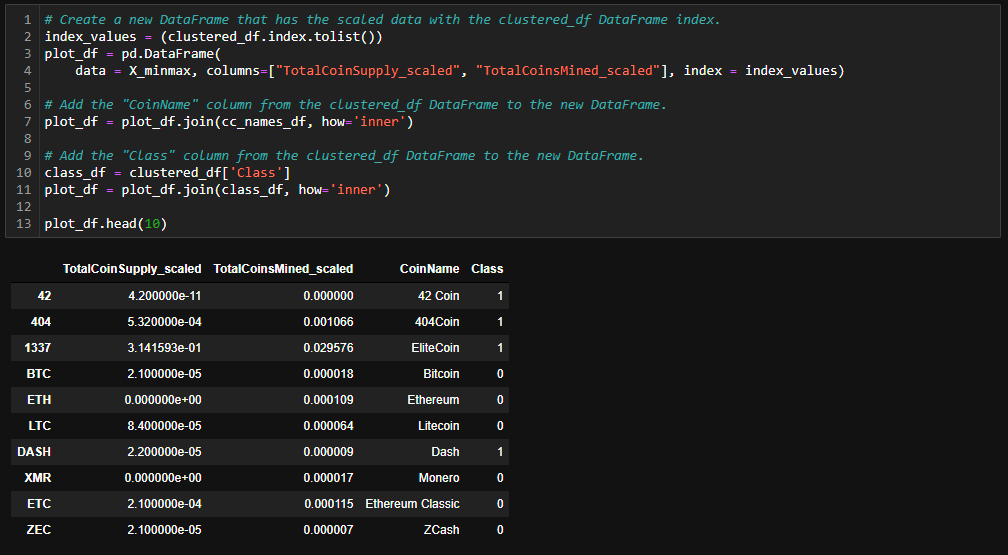 1 # Create a new DataFrame that has the scaled data with the clustered_df DataFrame index.
2 index_values = (clustered_df.index.tolist())
3 plot_df = pd.DataFrame(
4     data = X_minmax, columns=["TotalCoinSupply_scaled", "TotalCoinsMined_scaled"], index = index_values)
5
6 # Add the "CoinName" column from the clustered_df DataFrame to the new DataFrame.
7 plot_df = plot_df.join(cc_names_df, how='inner')
8
9 # Add the "Class" column from the clustered_df DataFrame to the new DataFrame.
10 class_df = clustered_df['Class']
11 plot_df = plot_df.join(class_df, how='inner')
12
13 plot_df.head(10)
TotalCoinSupply_scaled TotalCoinsMined_scaled CoinName Class
42 4.200000e-11 0.000000 42 Coin 1
404 5.320000e-04 0.001066 404Coin 1
1337 3.141593e-01 0.029576 EliteCoin 1
BTC 2.100000e-05 0.000018 Bitcoin 0
ETH 0.000000e+00 0.000109 Ethereum 0
LTC 8.400000e-05 0.000064 Litecoin 0
DASH 2.200000e-05 0.000009 Dash 1
XMR 0.000000e+00 0.000017 Monero 0
ETC 2.100000e-04 0.000115 Ethereum Classic 0
ZEC 2.100000e-05 0.000007 ZCash 0